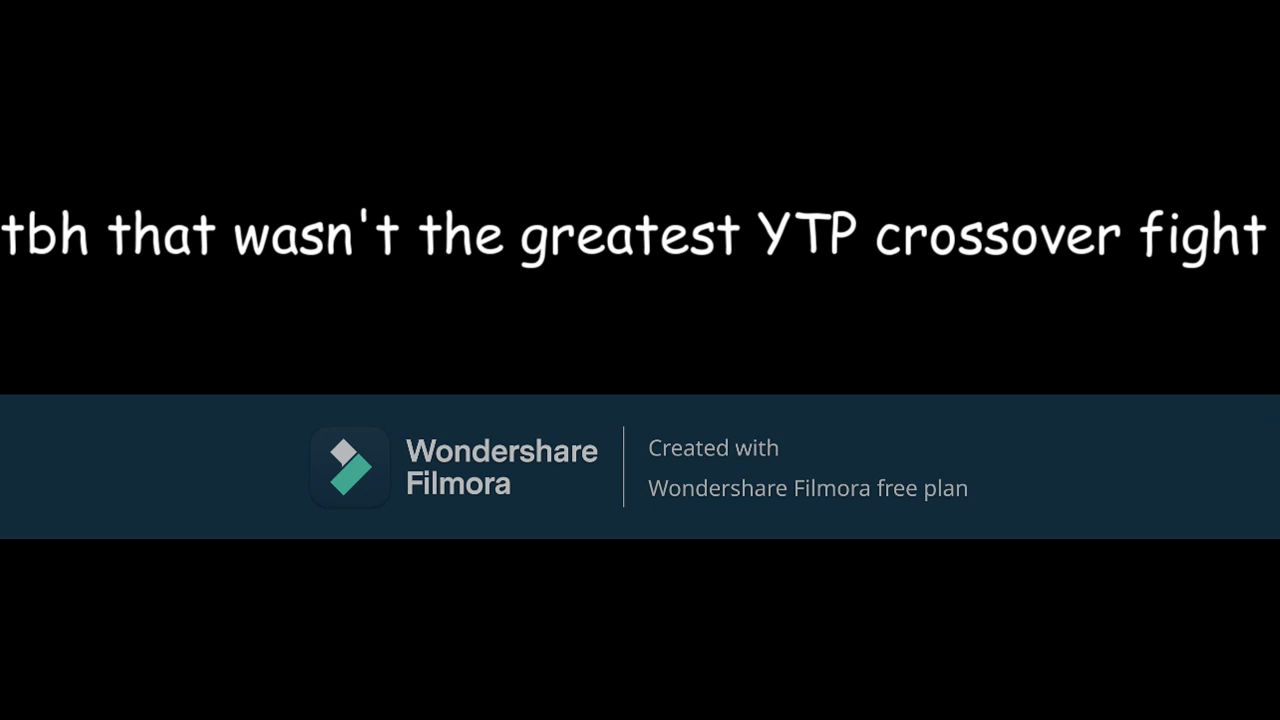 tbh that wasn't the greatest YTP crossover fight
Wondershare
Filmora
Created with
Wondershare Filmora free plan